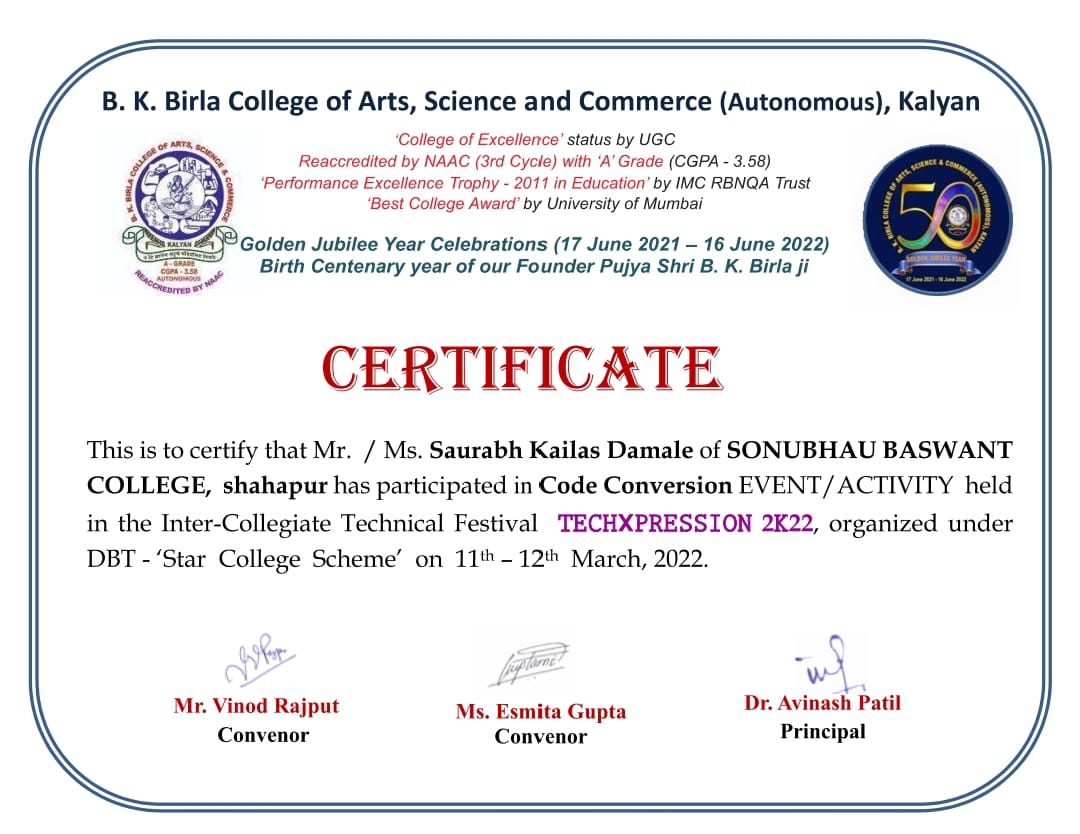 B. K. Birla College of Arts, Science and Commerce (Autonomous), Kalyan
‘College of Excellence’ status by UGC
Reaccredited by NAAC (3rd Cycle) with ‘A’ Grade (CGPA - 3.58)
‘Performance Excellence Trophy - 2011 in Education’ by IMC RBNQA Trust
‘Best College Award’ by University of Mumbai
Golden Jubilee Year Celebrations (17 June 2021 – 16 June 2022)
Birth Centenary year of our Founder Pujya Shri B. K. Birla ji
B. K. BIRLA COLLEGE OF ARTS, SCIENCE & COMMERCE
KALYAN
A - GRADE
CGPA - 3.58
AUTONOMOUS
REACCREDITED BY NAAC
B. K. BIRLA COLLEGE OF ARTS, SCIENCE & COMMERCE (AUTONOMOUS), KALYAN
50
GOLDEN JUBILEE YEAR
17 June 2021 - 16 June 2022
CERTIFICATE
This is to certify that Mr. / Ms. Saurabh Kailas Damale of SONUBHAU BASWANT
COLLEGE, shahapur has participated in Code Conversion EVENT/ACTIVITY held
in the Inter-Collegiate Technical Festival TECHXPRESSION 2K22, organized under
DBT - ‘Star College Scheme’ on 11th – 12th March, 2022.
Mr. Vinod Rajput
Convenor
Ms. Esmita Gupta
Convenor
Dr. Avinash Patil
Principal